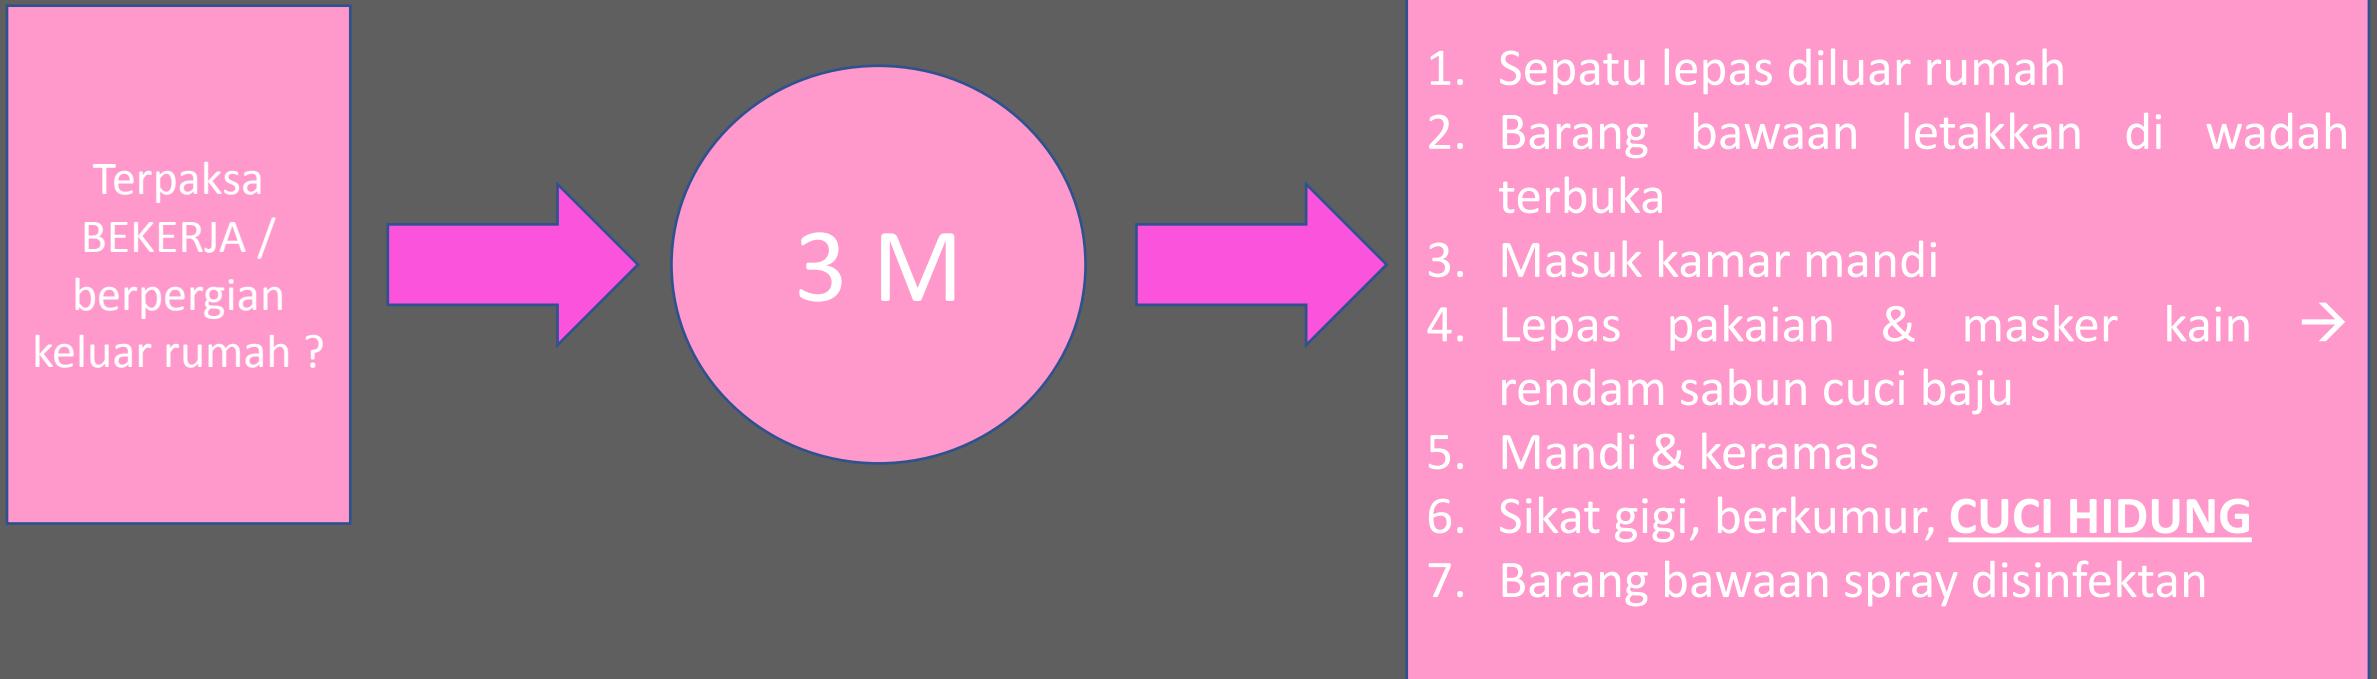 Terpaksa
BEKERJA /
berpergian
keluar rumah ?
3 M
1. Sepatu lepas diluar rumah
2. Barang bawaan letakkan di wadah
terbuka
3. Masuk kamar mandi
4. Lepas pakaian & masker kain →
rendam sabun cuci baju
5. Mandi & keramas
6. Sikat gigi, berkumur, CUCI HIDUNG
7. Barang bawaan spray disinfektan